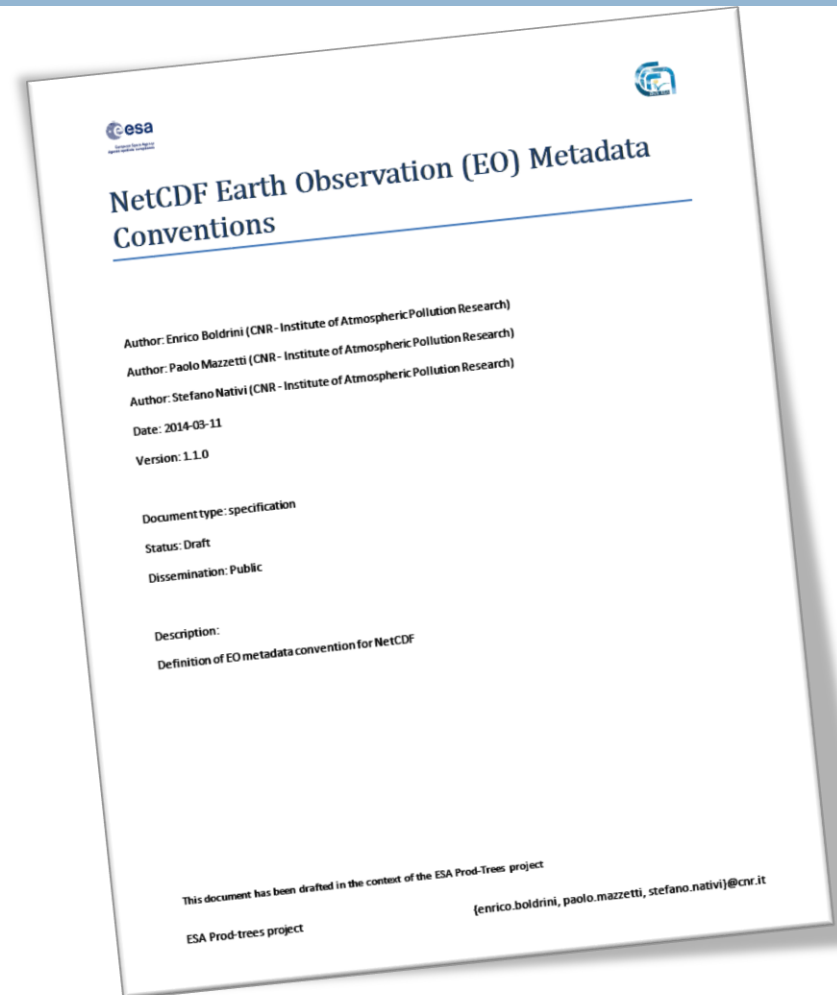 esa
NetCDF Earth Observation (EO) Metadata
Conventions
Author: Enrico Boldrini (CNR - Institute of Atmospheric Pollution Research)
Author: Paolo Mazzetti (CNR - Institute of Atmospheric Pollution Research)
Author: Stefano Nativi (CNR - Institute of Atmospheric Pollution Research)
Date: 2014-03-11
Version: 1.1.0
Document type: specification
Status: Draft
Dissemination: Public
Description:
Definition of EO metadata convention for NetCDF
This document has been drafted in the context of the ESA Prod-Trees project
ESA Prod-trees project
{enrico.boldrini, paolo.mazzetti, stefano.nativi}@cnr.it